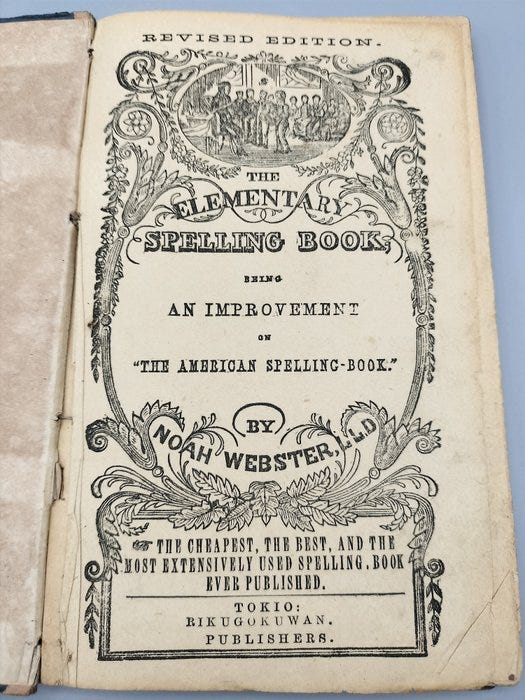 REVISED EDITION.
THE
ELEMENTARY
SPELLING BOOK,
BEING
AN IMPROVEMENT
ON
"THE AMERICAN SPELLING-BOOK."
BY
NOAH WEBSTER, L.L.D
☞ THE CHEAPEST, THE BEST, AND THE
MOST EXTENSIVELY USED SPELLING, BOOK
EVER PUBLISHED.
TOKIO:
RIKUGOKUWAN.
PUBLISHERS.